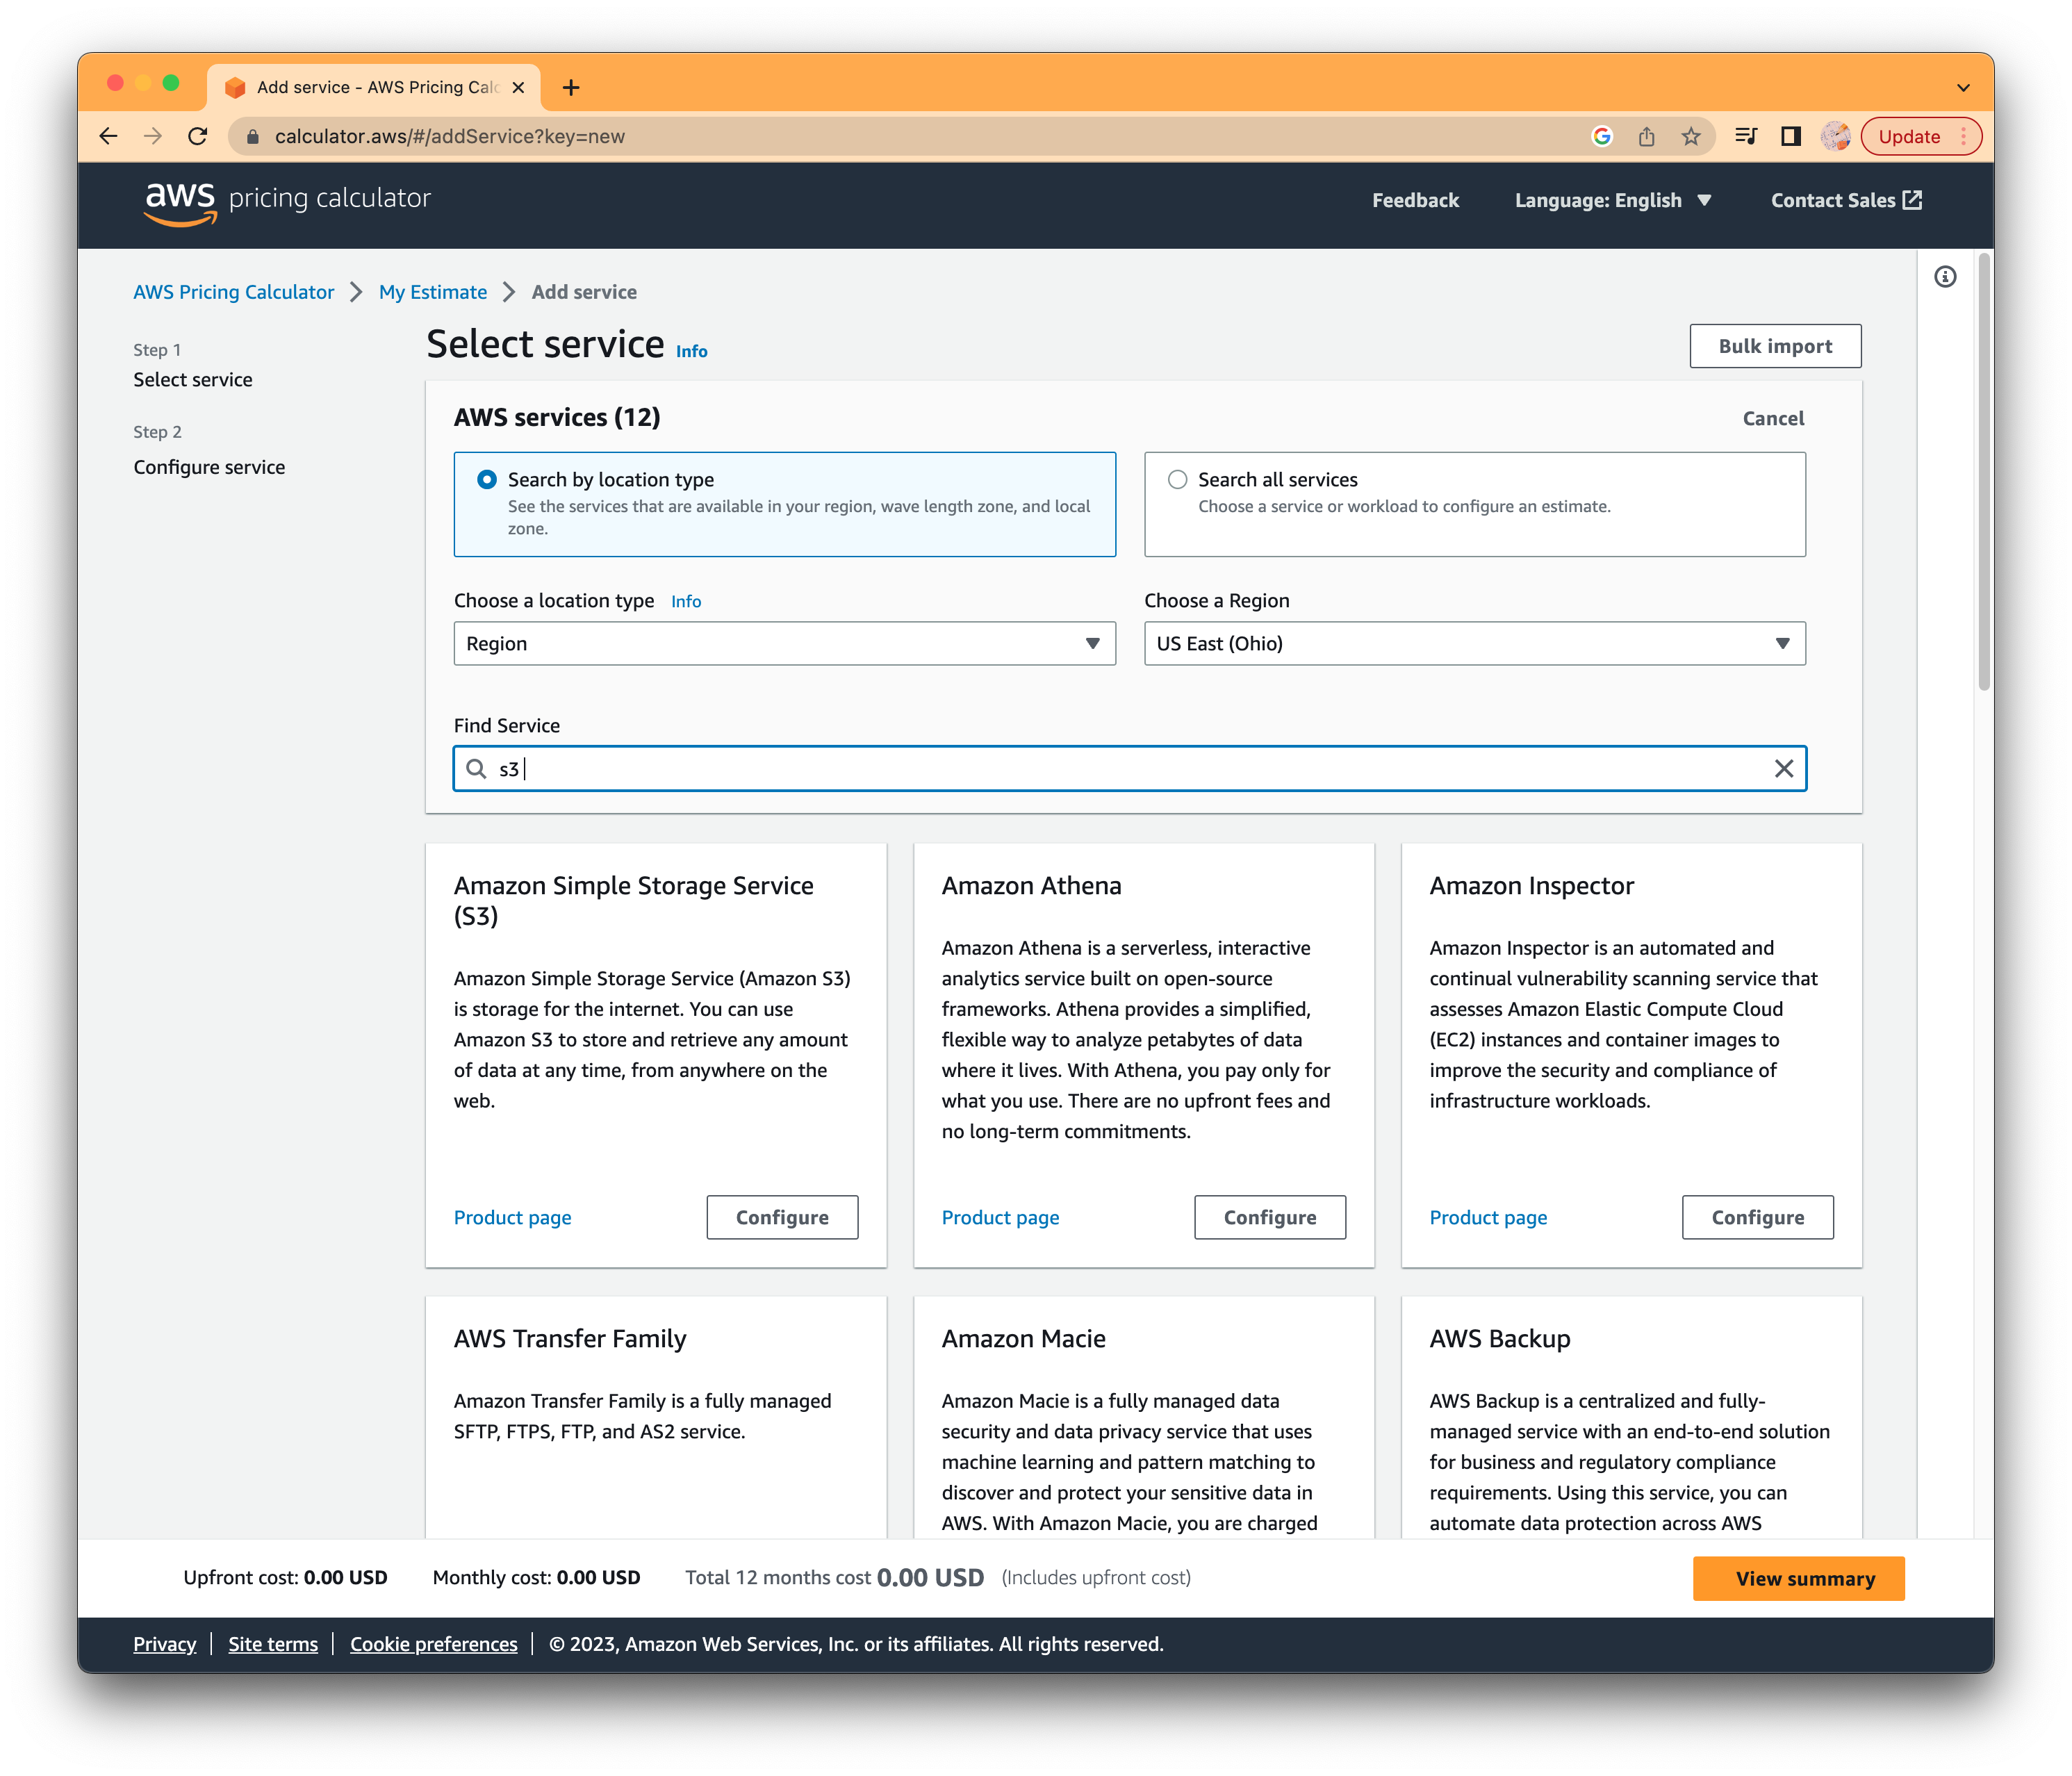 Add service - AWS Pricing Calc
calculator.aws/#/addService?key=new
Update
aws pricing calculator
Feedback
Language: English
Contact Sales
AWS Pricing Calculator
My Estimate
Add service
Step 1
Select service
Step 2
Configure service
Select service Info
Bulk import
AWS services (12)
Cancel
Search by location type
See the services that are available in your region, wave length zone, and local
zone.
Search all services
Choose a service or workload to configure an estimate.
Choose a location type Info
Region
Choose a Region
US East (Ohio)
Find Service
s3
Amazon Simple Storage Service
(S3)
Amazon Simple Storage Service (Amazon S3)
is storage for the internet. You can use
Amazon S3 to store and retrieve any amount
of data at any time, from anywhere on the
web.
Product page
Configure
Amazon Athena
Amazon Athena is a serverless, interactive
analytics service built on open-source
frameworks. Athena provides a simplified,
flexible way to analyze petabytes of data
where it lives. With Athena, you pay only for
what you use. There are no upfront fees and
no long-term commitments.
Product page
Configure
Amazon Inspector
Amazon Inspector is an automated and
continual vulnerability scanning service that
assesses Amazon Elastic Compute Cloud
(EC2) instances and container images to
improve the security and compliance of
infrastructure workloads.
Product page
Configure
AWS Transfer Family
Amazon Transfer Family is a fully managed
SFTP, FTPS, FTP, and AS2 service.
Amazon Macie
Amazon Macie is a fully managed data
security and data privacy service that uses
machine learning and pattern matching to
discover and protect your sensitive data in
AWS. With Amazon Macie, you are charged
AWS Backup
AWS Backup is a centralized and fully-
managed service with an end-to-end solution
for business and regulatory compliance
requirements. Using this service, you can
automate data protection across AWS
Upfront cost: 0.00 USD
Monthly cost: 0.00 USD
Total 12 months cost 0.00 USD (Includes upfront cost)
View summary
Privacy
Site terms
Cookie preferences
© 2023, Amazon Web Services, Inc. or its affiliates. All rights reserved.